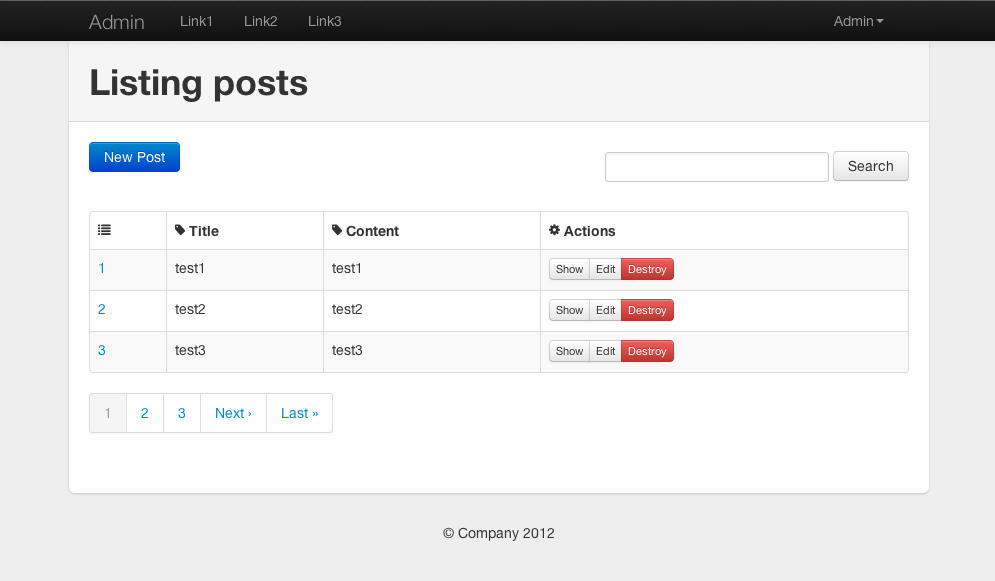 Admin Link1 Link2 Link3 Admin
Listing posts
New Post Search
Title Content Actions
1 test1 test1 Show Edit Destroy
2 test2 test2 Show Edit Destroy
3 test3 test3 Show Edit Destroy
1 2 3 Next › Last »
© Company 2012